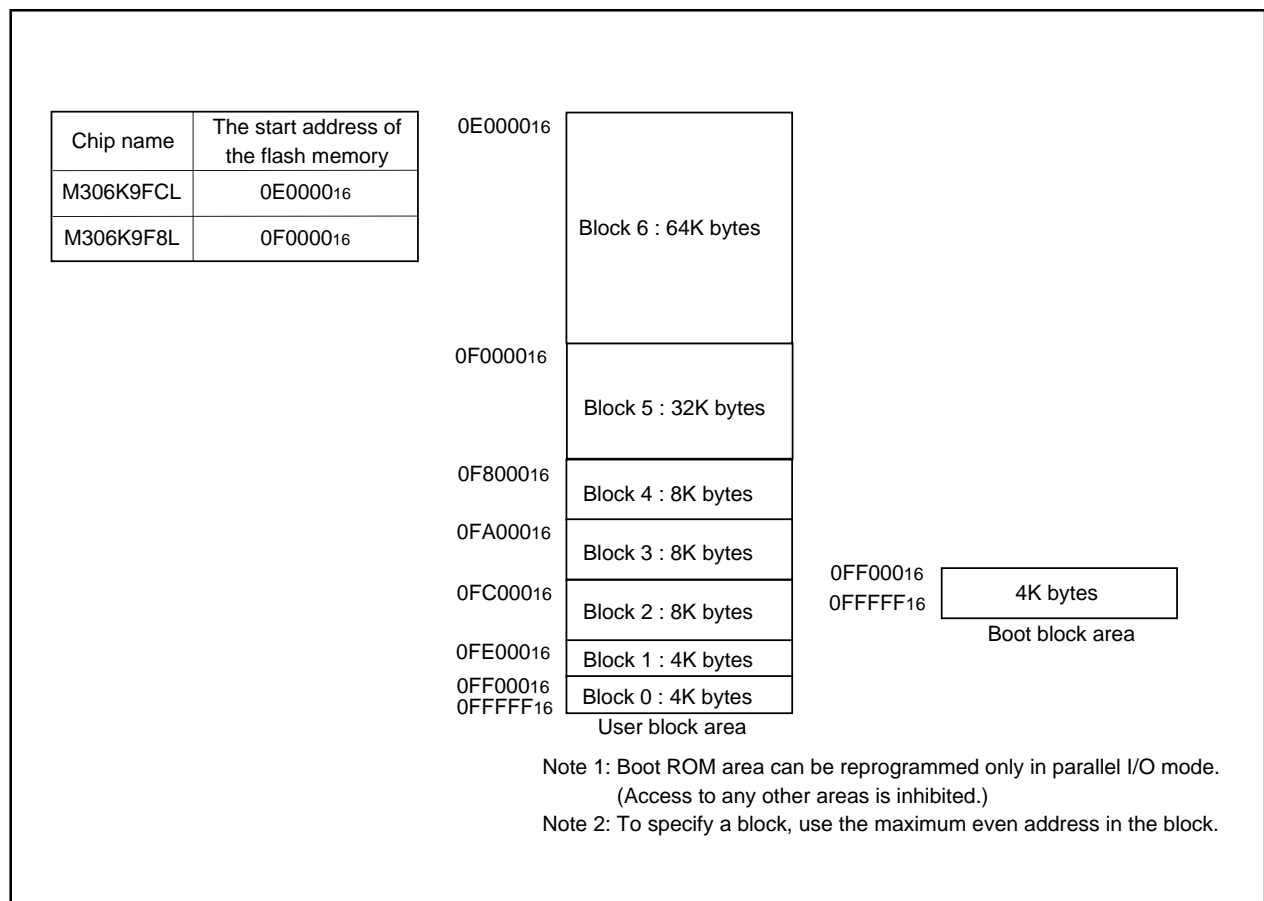 Chip name
The start address of
the flash memory
M306K9FCL
0E000016
M306K9F8L
0F000016
0E000016
Block 6 : 64K bytes
0F000016
Block 5 : 32K bytes
0F800016
Block 4 : 8K bytes
0FA00016
Block 3 : 8K bytes
0FC00016
Block 2 : 8K bytes
0FE00016
Block 1 : 4K bytes
0FF00016
0FFFFF16
Block 0 : 4K bytes
User block area
0FF00016
0FFFFF16
4K bytes
Boot block area
Note 1: Boot ROM area can be reprogrammed only in parallel I/O mode.
(Access to any other areas is inhibited.)
Note 2: To specify a block, use the maximum even address in the block.